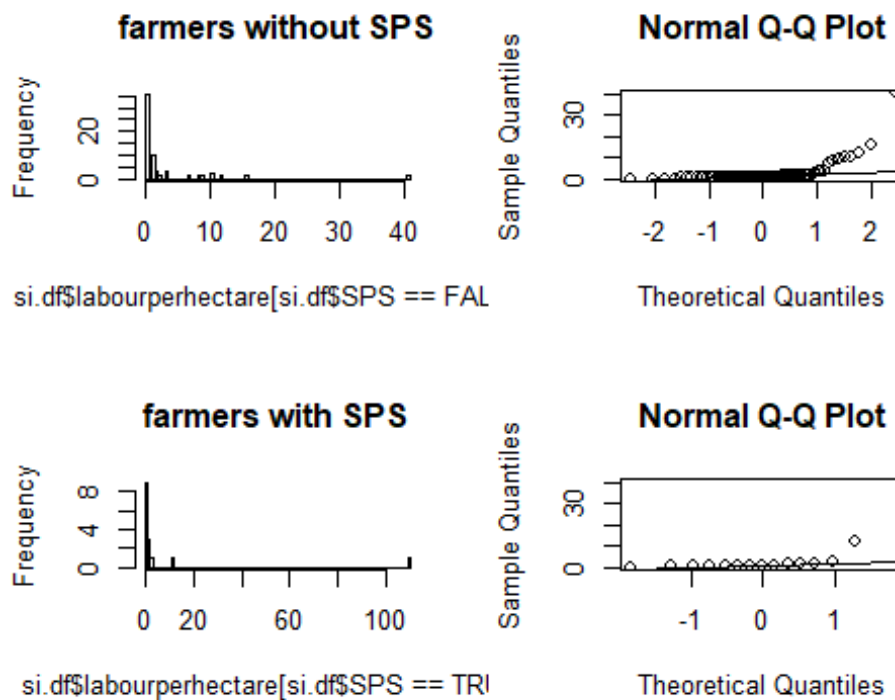 farmers without SPS
Frequency
0 20
0 10 20 30 40
si.df$labourperhectare[si.df$SPS == FAL
Normal Q-Q Plot
Sample Quantiles
0 30
-2 -1 0 1 2
Theoretical Quantiles
farmers with SPS
Frequency
0 4 8
0 20 60 100
si.df$labourperhectare[si.df$SPS == TRU
Normal Q-Q Plot
Sample Quantiles
0 30
-1 0 1
Theoretical Quantiles